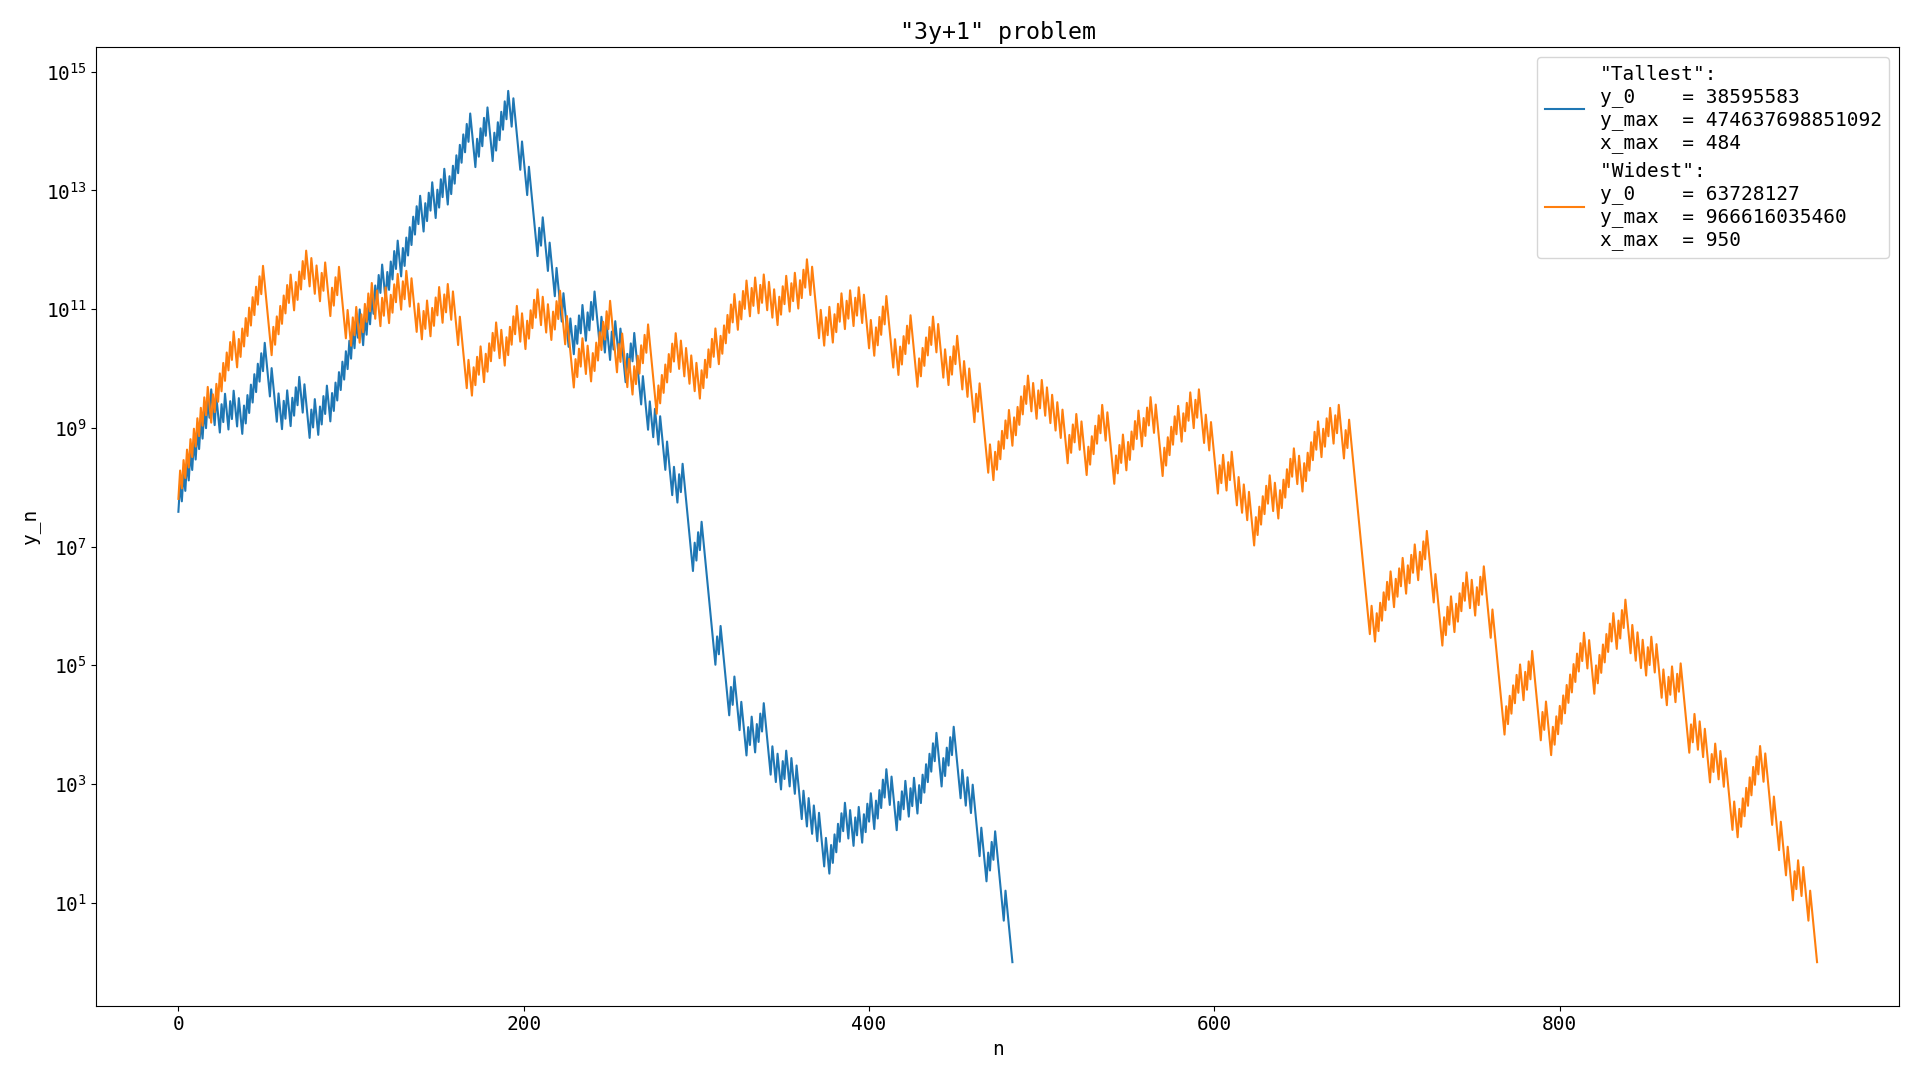 "3y+1" problem
10^15
10^13
10^11
10^9
10^7
10^5
10^3
10^1
y_n
"Tallest":
y_0    = 38595583
y_max  = 474637698851092
x_max  = 484
"Widest":
y_0    = 63728127
y_max  = 966616035460
x_max  = 950
0 200 400 600 800
n